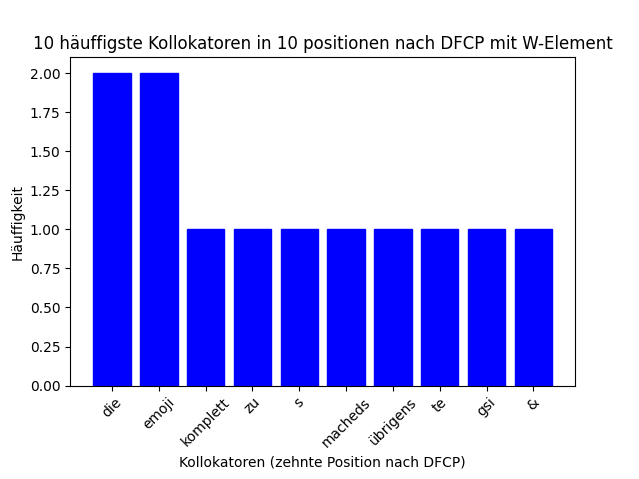 10 häuffigste Kollokatoren in 10 positionen nach DFCP mit W-Element
Häuffigkeit
2.00
1.75
1.50
1.25
1.00
0.75
0.50
0.25
0.00
die
emoji
komplett
zu
s
macheds
übrigens
te
gsi
&
Kollokatoren (zehnte Position nach DFCP)